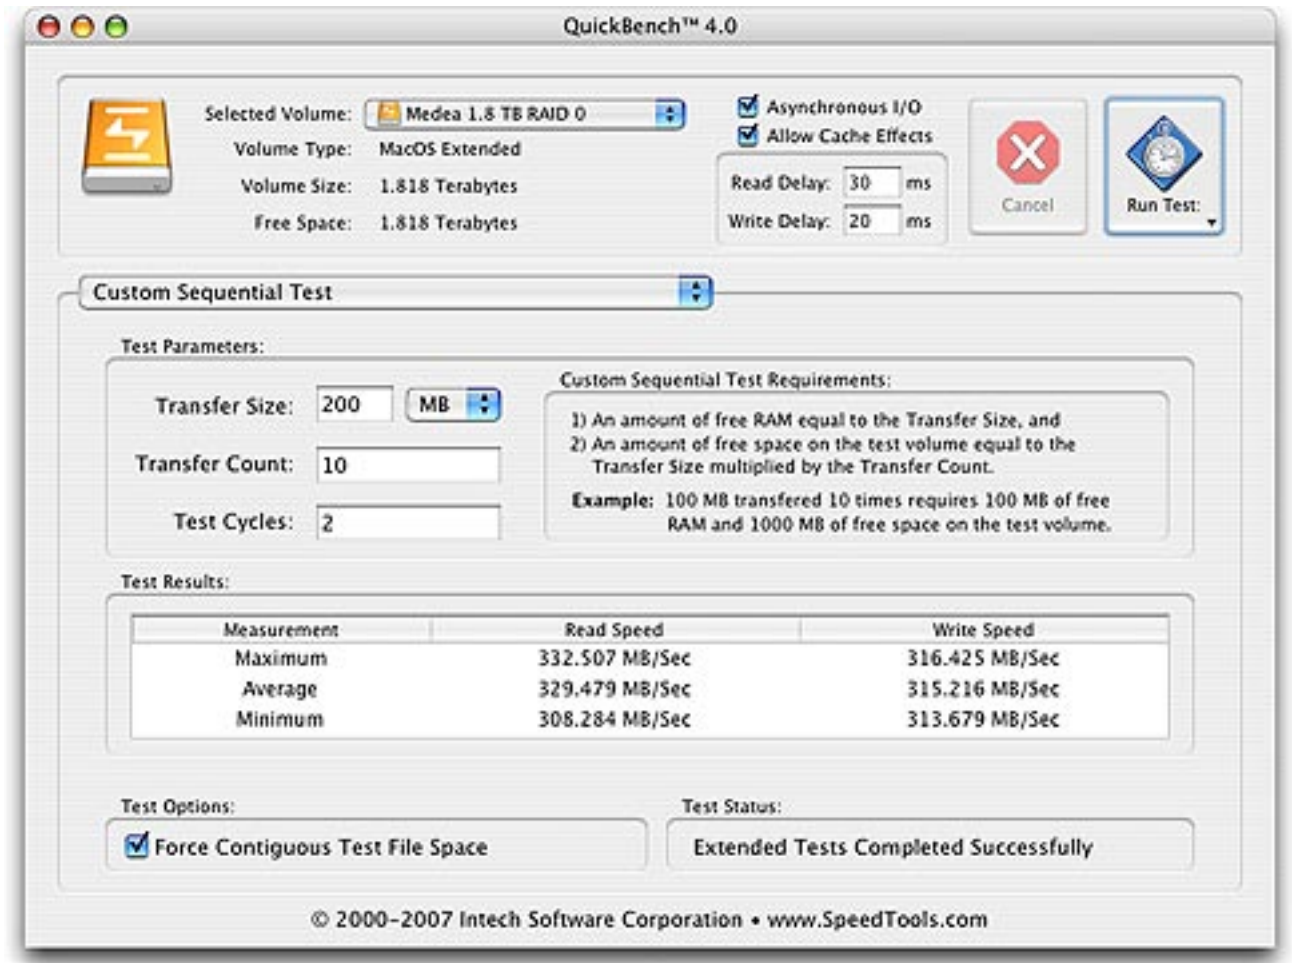 QuickBench™ 4.0
Selected Volume: Medea 1.8 TB RAID 0
Volume Type: MacOS Extended
Volume Size: 1.818 Terabytes
Free Space: 1.818 Terabytes
Asynchronous I/O
Allow Cache Effects
Read Delay: 30 ms
Write Delay: 20 ms
Cancel
Run Test:
Custom Sequential Test
Test Parameters:
Transfer Size: 200 MB
Transfer Count: 10
Test Cycles: 2
Custom Sequential Test Requirements:
1) An amount of free RAM equal to the Transfer Size, and
2) An amount of free space on the test volume equal to the
Transfer Size multiplied by the Transfer Count.
Example: 100 MB transfered 10 times requires 100 MB of free
RAM and 1000 MB of free space on the test volume.
Test Results:
Measurement Read Speed Write Speed
Maximum 332.507 MB/Sec 316.425 MB/Sec
Average 329.479 MB/Sec 315.216 MB/Sec
Minimum 308.284 MB/Sec 313.679 MB/Sec
Test Options:
Force Contiguous Test File Space
Test Status:
Extended Tests Completed Successfully
© 2000-2007 Intech Software Corporation • www.SpeedTools.com